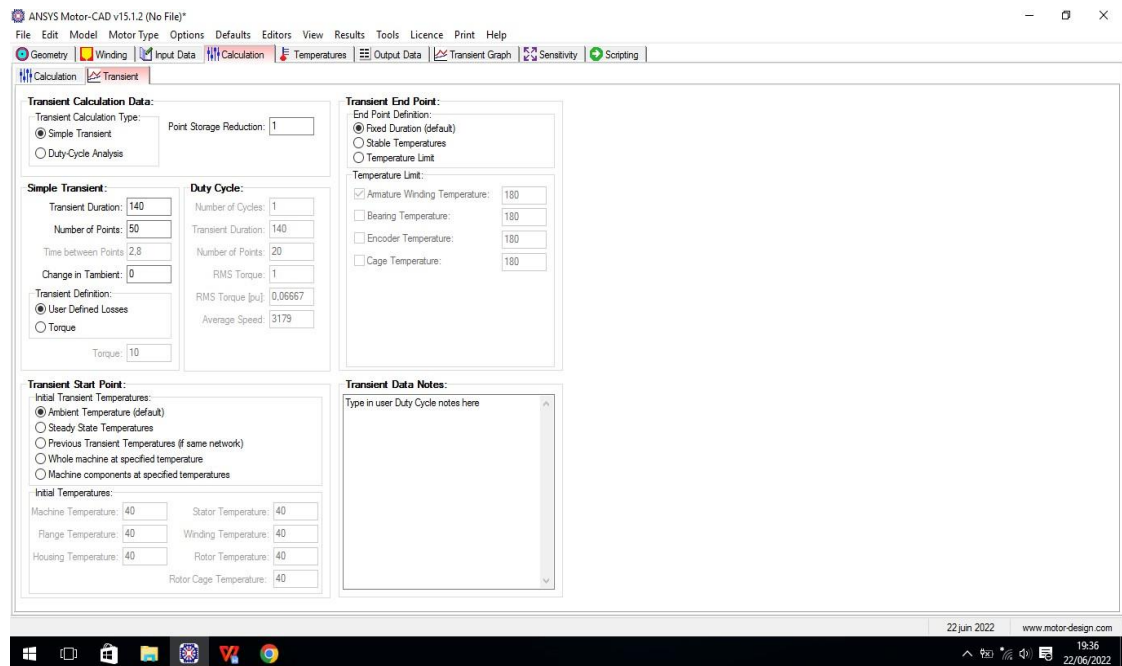 ANSYS Motor-CAD v15.1.2 (No File)*
File Edit Model Motor Type Options Defaults Editors View Results Tools Licence Print Help
Geometry Winding Input Data Calculation Temperatures Output Data Transient Graph Sensitivity Scripting
Calculation Transient
Transient Calculation Data:
Transient Calculation Type:
Simple Transient
Duty-Cycle Analysis
Point Storage Reduction: 1
Simple Transient:
Transient Duration: 140
Number of Points: 50
Time between Points 2,8
Change in Tambient: 0
Transient Definition:
User Defined Losses
Torque
Torque: 10
Duty Cycle:
Number of Cycles: 1
Transient Duration: 140
Number of Points: 20
RMS Torque: 1
RMS Torque [pu]: 0,06667
Average Speed: 3179
Transient End Point:
End Point Definition:
Fixed Duration (default)
Stable Temperatures
Temperature Limit
Temperature Limit:
Armature Winding Temperature: 180
Bearing Temperature: 180
Encoder Temperature: 180
Cage Temperature: 180
Transient Start Point:
Initial Transient Temperatures:
Ambient Temperature (default)
Steady State Temperatures
Previous Transient Temperatures (if same network)
Whole machine at specified temperature
Machine components at specified temperatures
Initial Temperatures:
Machine Temperature: 40 Stator Temperature: 40
Flange Temperature: 40 Winding Temperature: 40
Housing Temperature: 40 Rotor Temperature: 40
Rotor Cage Temperature: 40
Transient Data Notes:
Type in user Duty Cycle notes here
22 juin 2022 www.motor-design.com
19:36
22/06/2022